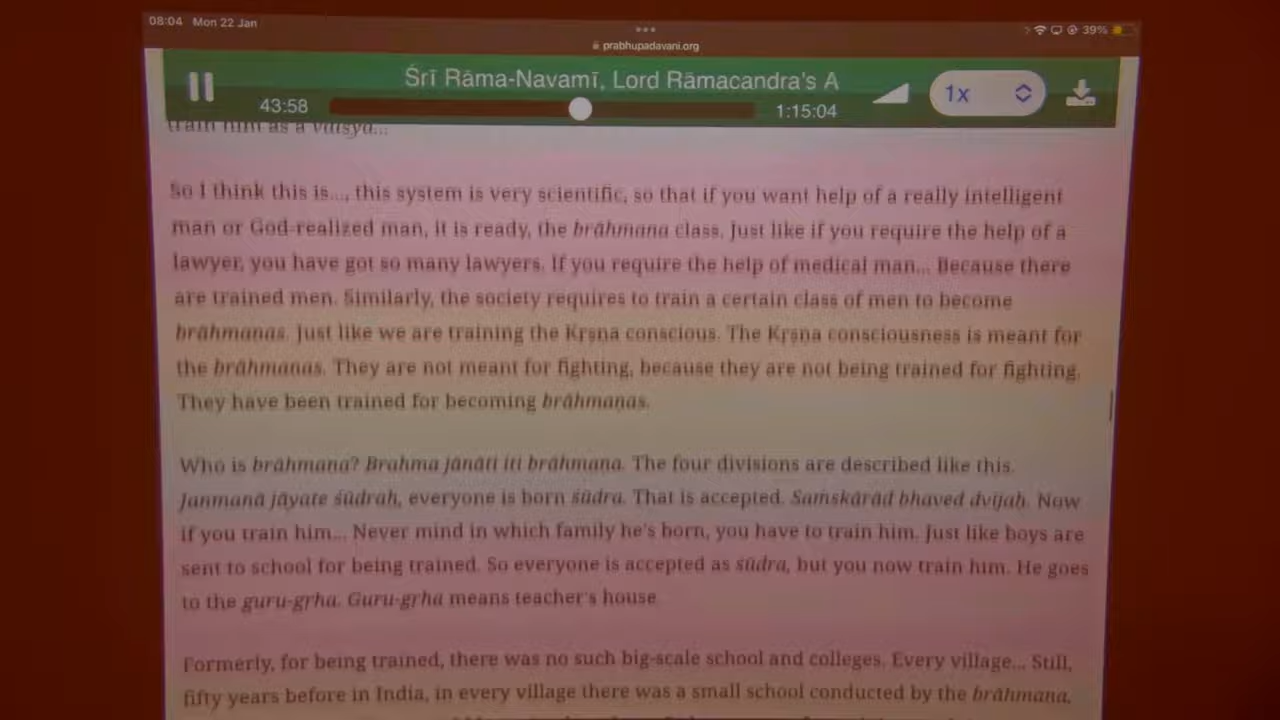 08:04 Mon 22 Jan
39%
prabhupadavani.org
Śrī Rāma-Navamī, Lord Rāmacandra's A
43:58
1:15:04
1x
train him as a vaiśya...
So I think this is..., this system is very scientific, so that if you want help of a really intelligent
man or God-realized man, it is ready, the brāhmaṇa class. Just like if you require the help of a
lawyer, you have got so many lawyers. If you require the help of medical man... Because there
are trained men. Similarly, the society requires to train a certain class of men to become
brāhmaṇas. Just like we are training the Kṛṣṇa conscious. The Kṛṣṇa consciousness is meant for
the brāhmaṇas. They are not meant for fighting, because they are not being trained for fighting.
They have been trained for becoming brāhmaṇas.
Who is brāhmaṇa? Brahma jānāti iti brāhmaṇa. The four divisions are described like this.
Janmanā jāyate śūdraḥ, everyone is born śūdra. That is accepted. Saṁskārād bhaved dvijaḥ. Now
if you train him... Never mind in which family he's born, you have to train him. Just like boys are
sent to school for being trained. So everyone is accepted as śūdra, but you now train him. He goes
to the guru-gṛha. Guru-gṛha means teacher's house.
Formerly, for being trained, there was no such big-scale school and colleges. Every village... Still,
fifty years before in India, in every village there was a small school conducted by the brāhmaṇa,